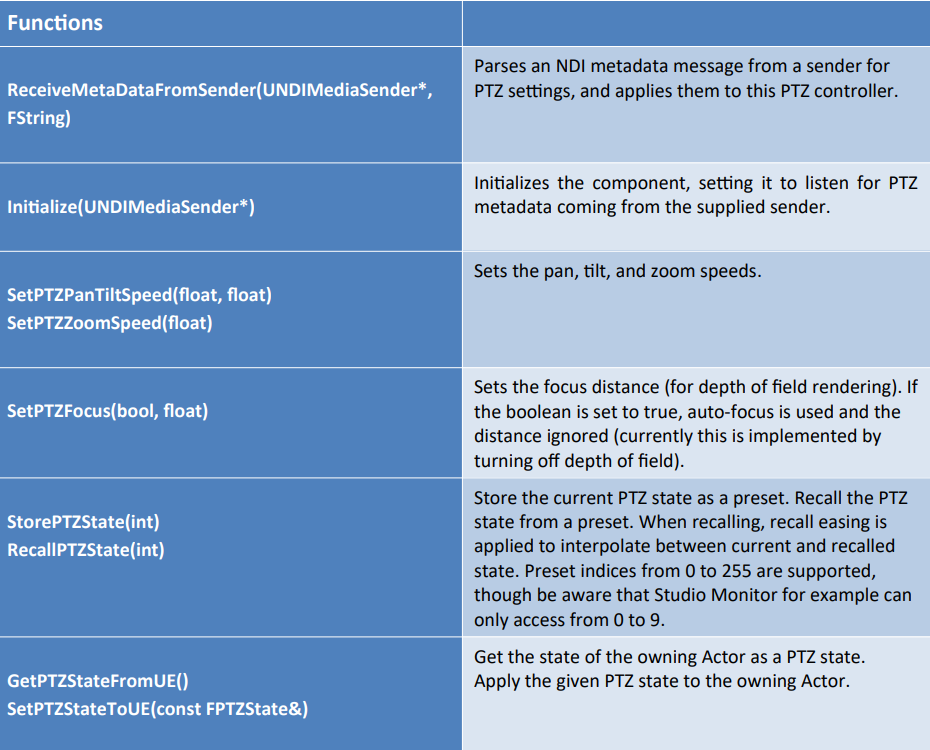 Functions
ReceiveMetaDataFromSender(UNDIMediaSender*,
FString)
Parses an NDI metadata message from a sender for
PTZ settings, and applies them to this PTZ controller.
Initialize(UNDIMediaSender*)
Initializes the component, setting it to listen for PTZ
metadata coming from the supplied sender.
SetPTZPanTiltSpeed(float, float)
SetPTZZoomSpeed(float)
Sets the pan, tilt, and zoom speeds.
SetPTZFocus(bool, float)
Sets the focus distance (for depth of field rendering). If
the boolean is set to true, auto-focus is used and the
distance ignored (currently this is implemented by
turning off depth of field).
StorePTZState(int)
RecallPTZState(int)
Store the current PTZ state as a preset. Recall the PTZ
state from a preset. When recalling, recall easing is
applied to interpolate between current and recalled
state. Preset indices from 0 to 255 are supported,
though be aware that Studio Monitor for example can
only access from 0 to 9.
GetPTZStateFromUE()
SetPTZStateToUE(const FPTZState&)
Get the state of the owning Actor as a PTZ state.
Apply the given PTZ state to the owning Actor.